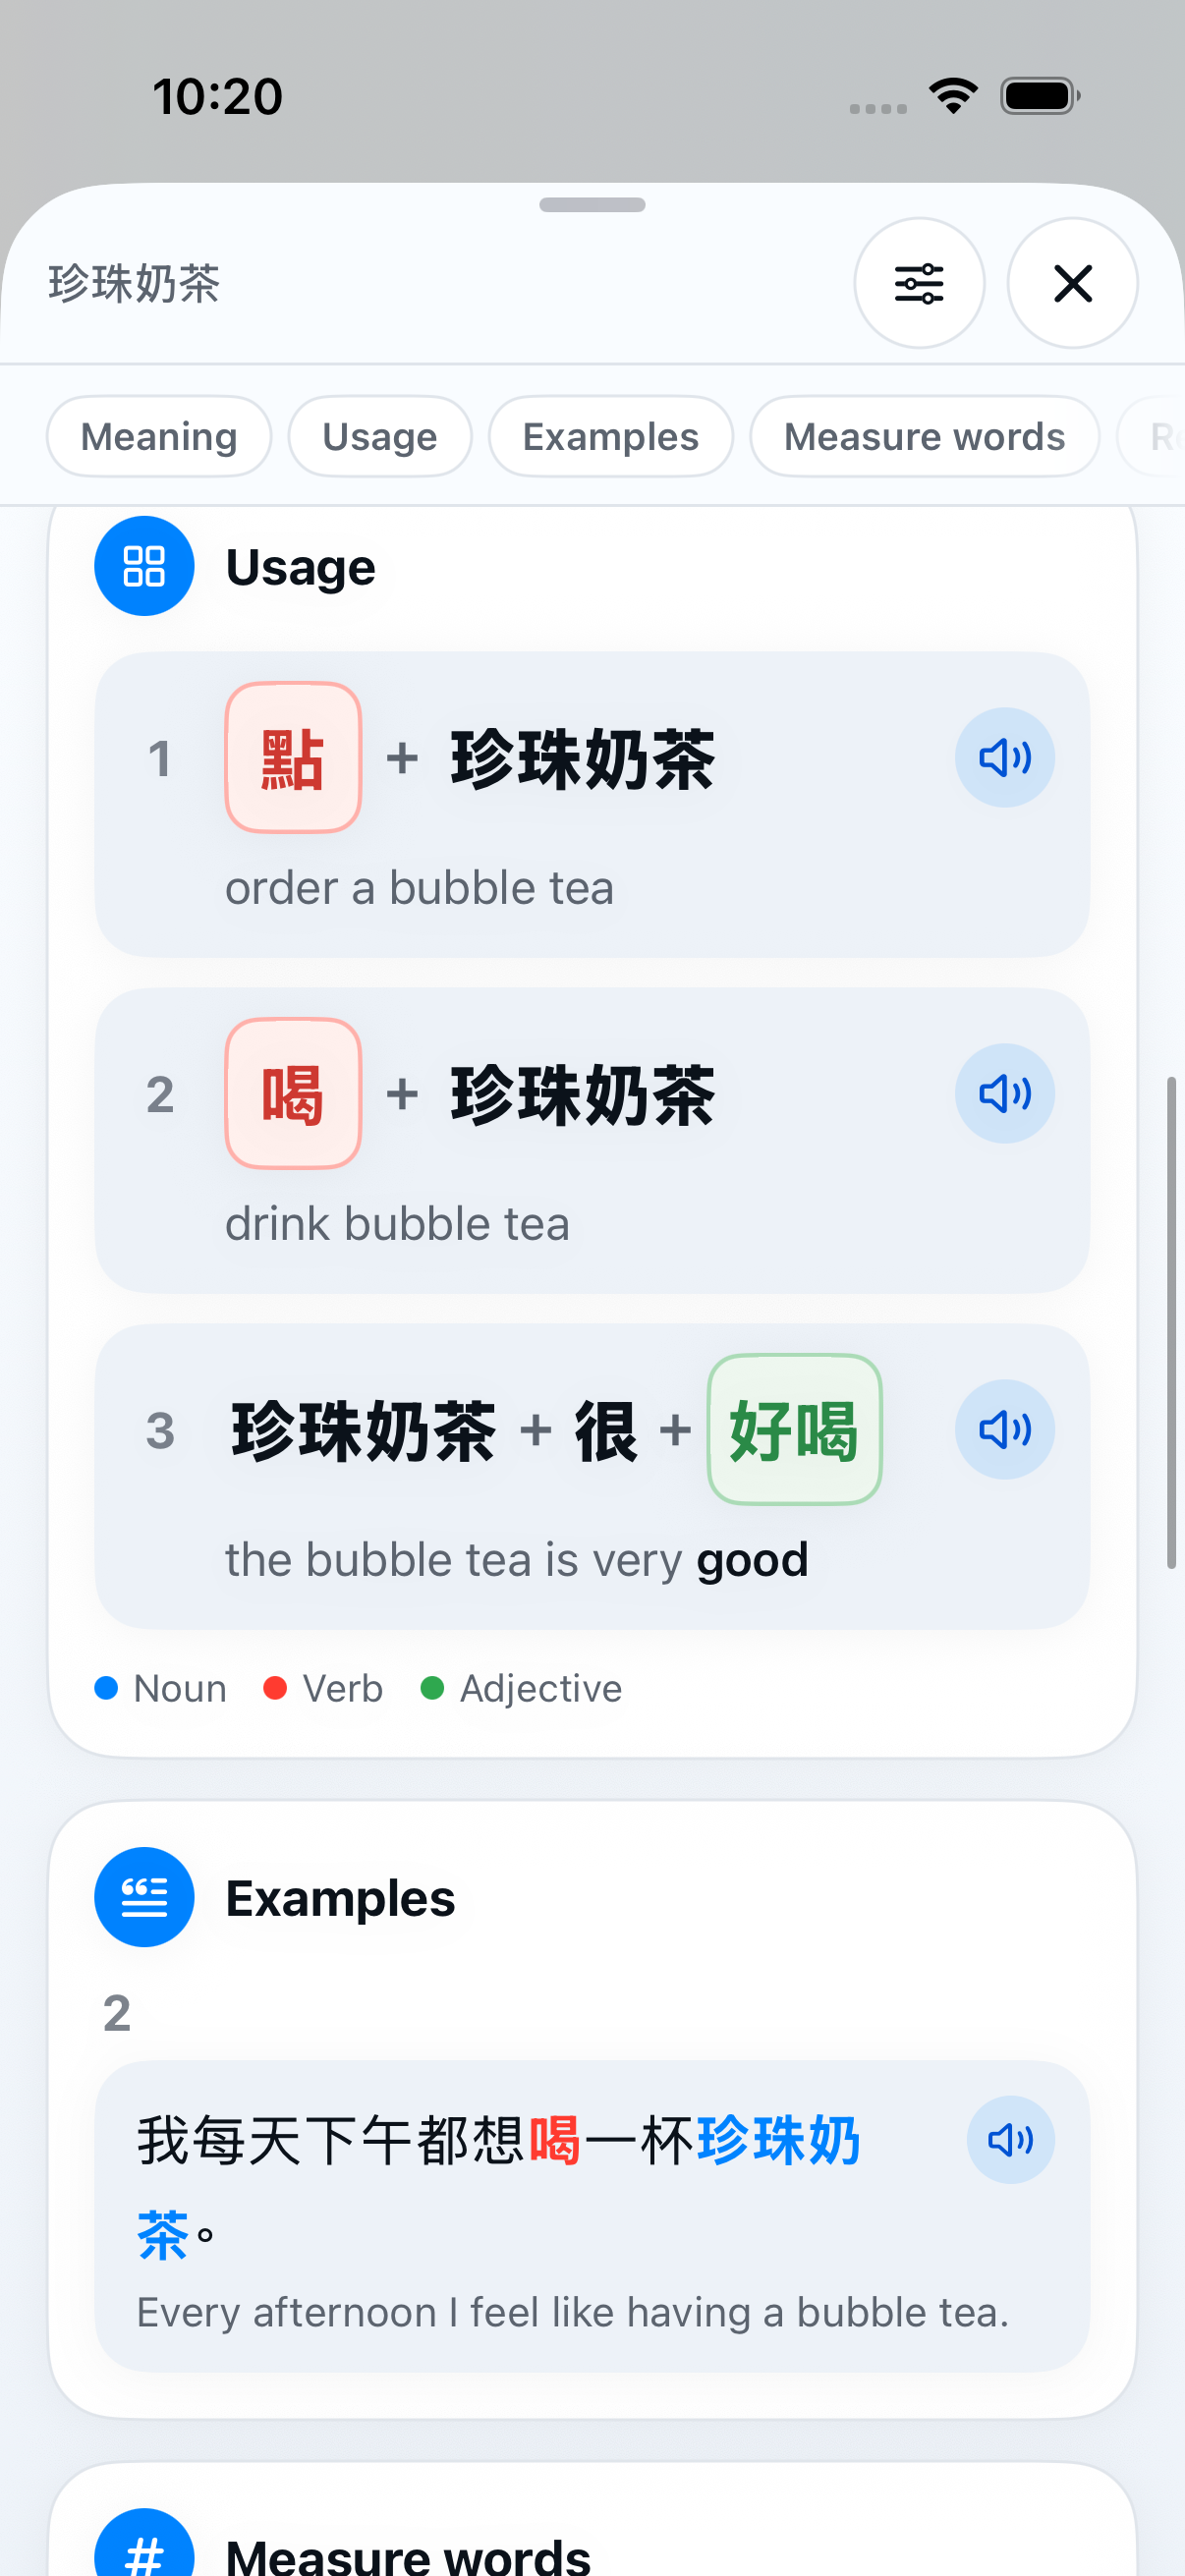 10:20
珍珠奶茶
Meaning
Usage
Examples
Measure words
Usage
1 點 + 珍珠奶茶
order a bubble tea
2 喝 + 珍珠奶茶
drink bubble tea
3 珍珠奶茶 + 很 + 好喝
the bubble tea is very good
Noun Verb Adjective
Examples
2
我每天下午都想喝一杯珍珠奶
茶。
Every afternoon I feel like having a bubble tea.
# Measure words